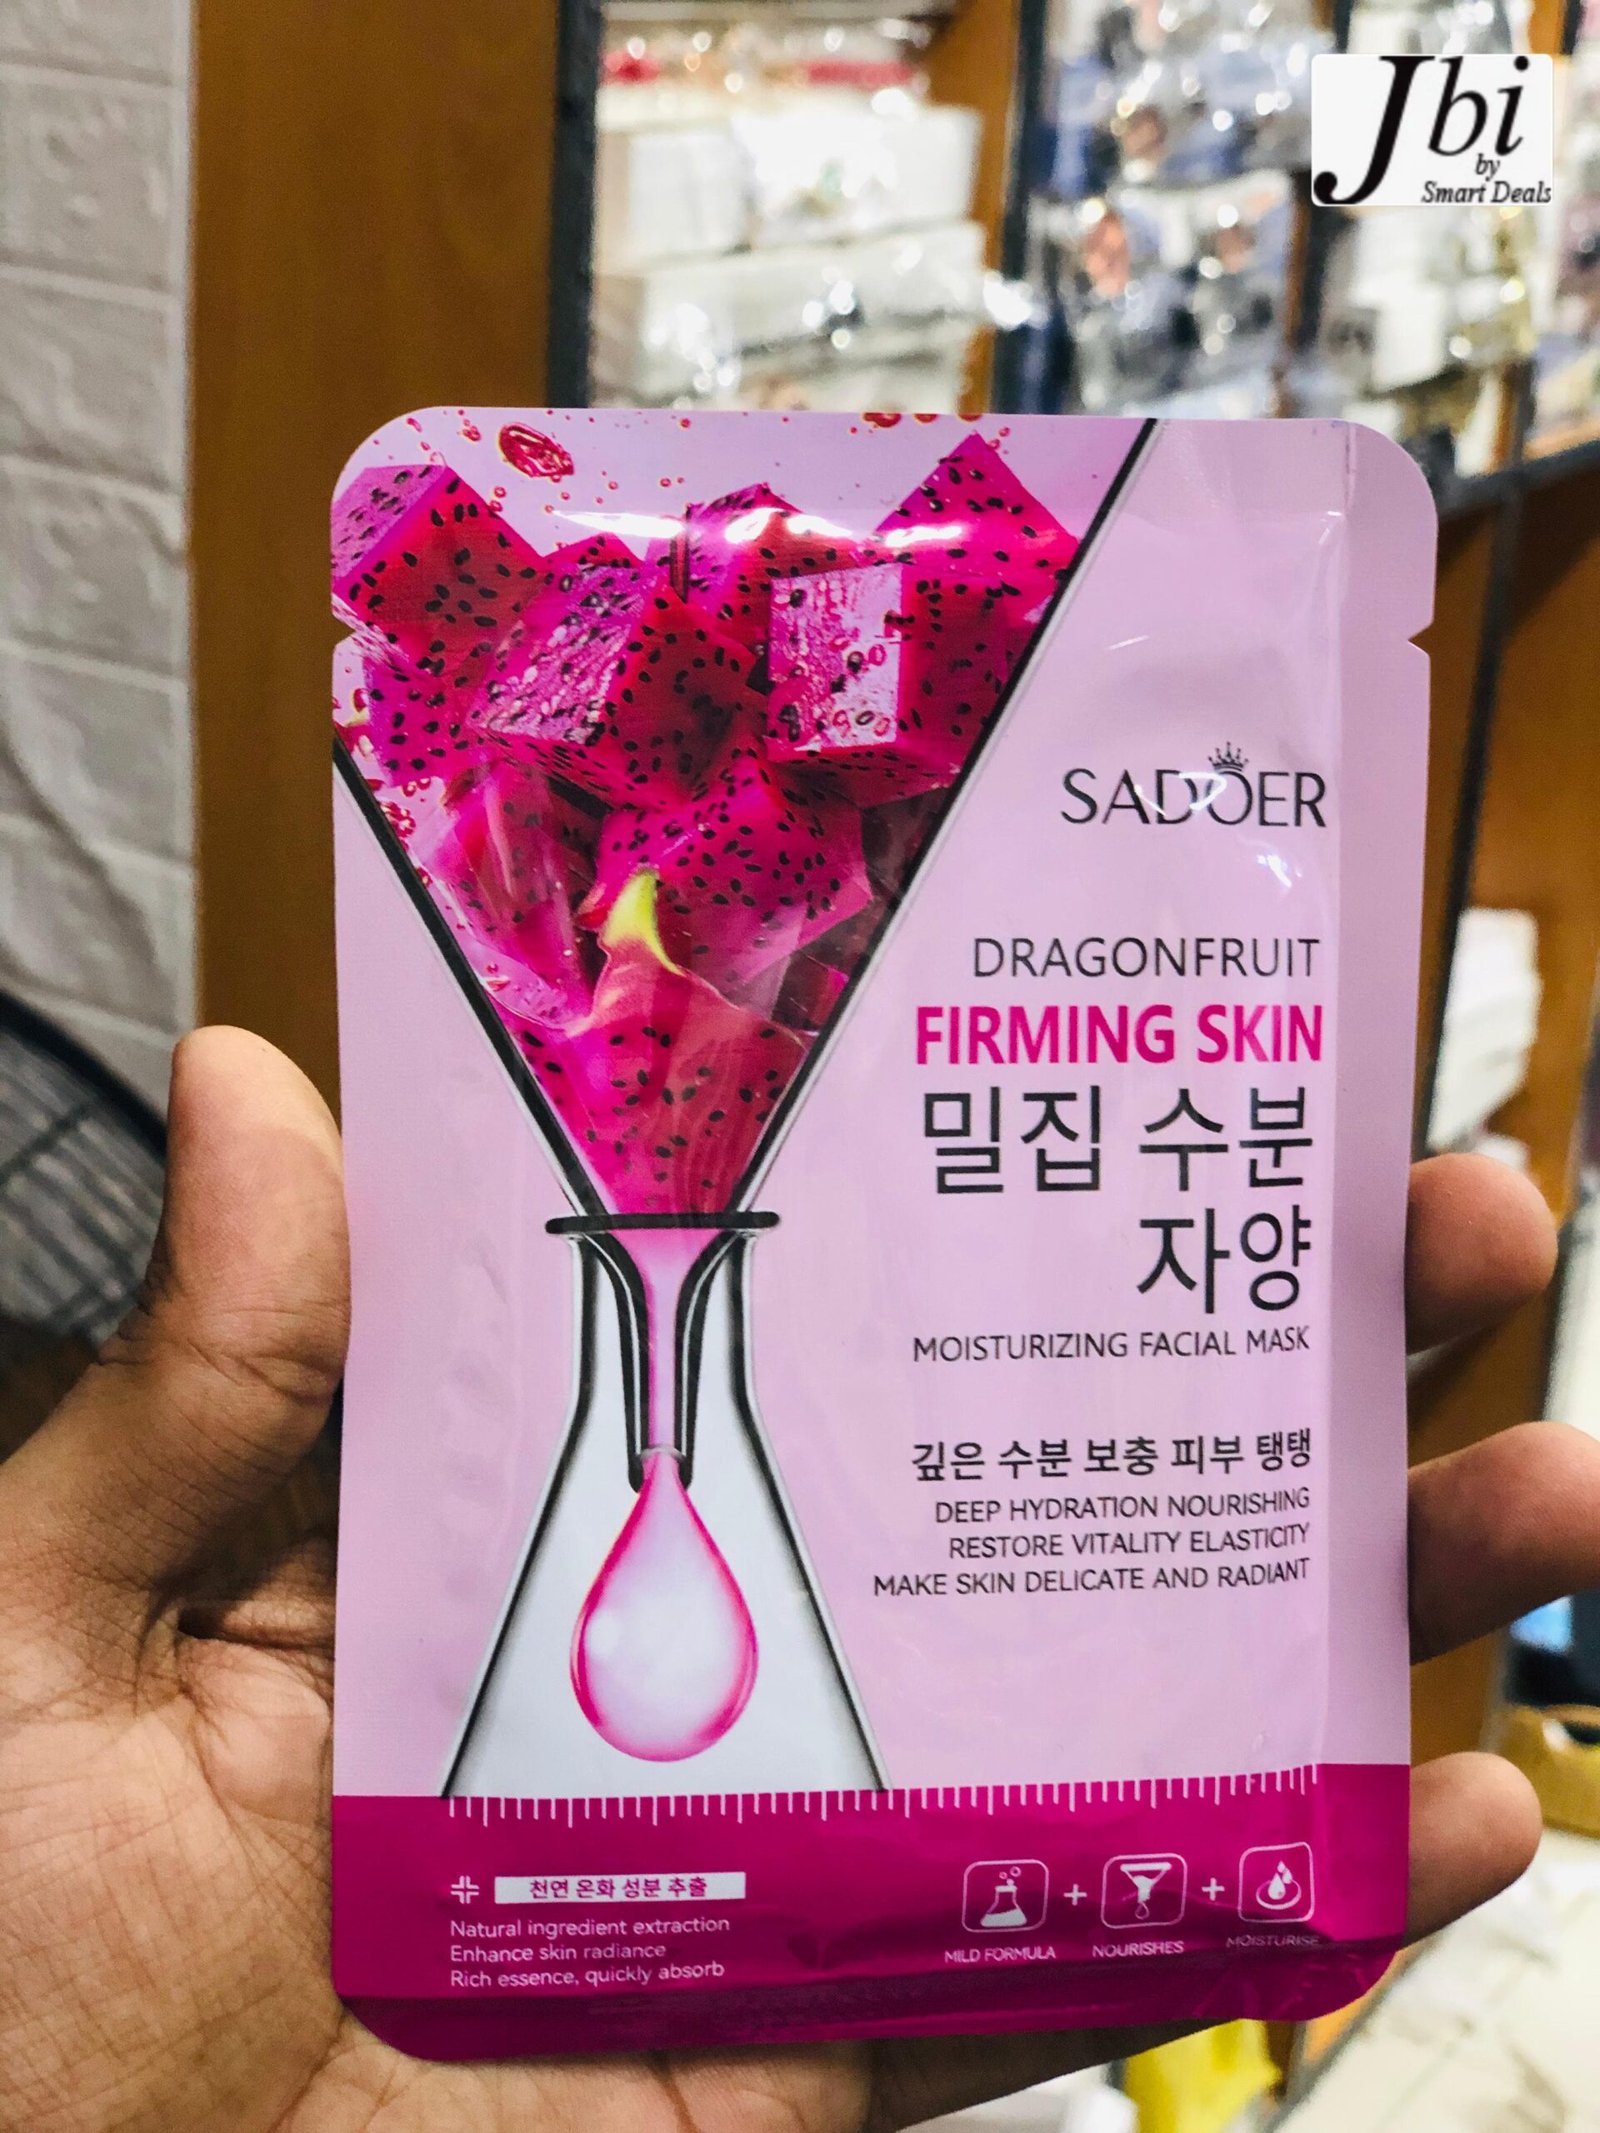 Jbi
by
Smart Deals
SADOER
DRAGONFRUIT
FIRMING SKIN
밀집 수분
자양
MOISTURIZING FACIAL MASK
깊은 수분 보충 피부 탱탱
DEEP HYDRATION NOURISHING
RESTORE VITALITY ELASTICITY
MAKE SKIN DELICATE AND RADIANT
천연 온화 성분 추출
Natural ingredient extraction
Enhance skin radiance
Rich essence, quickly absorb
MILD FORMULA + NOURISHES + MOISTURISE